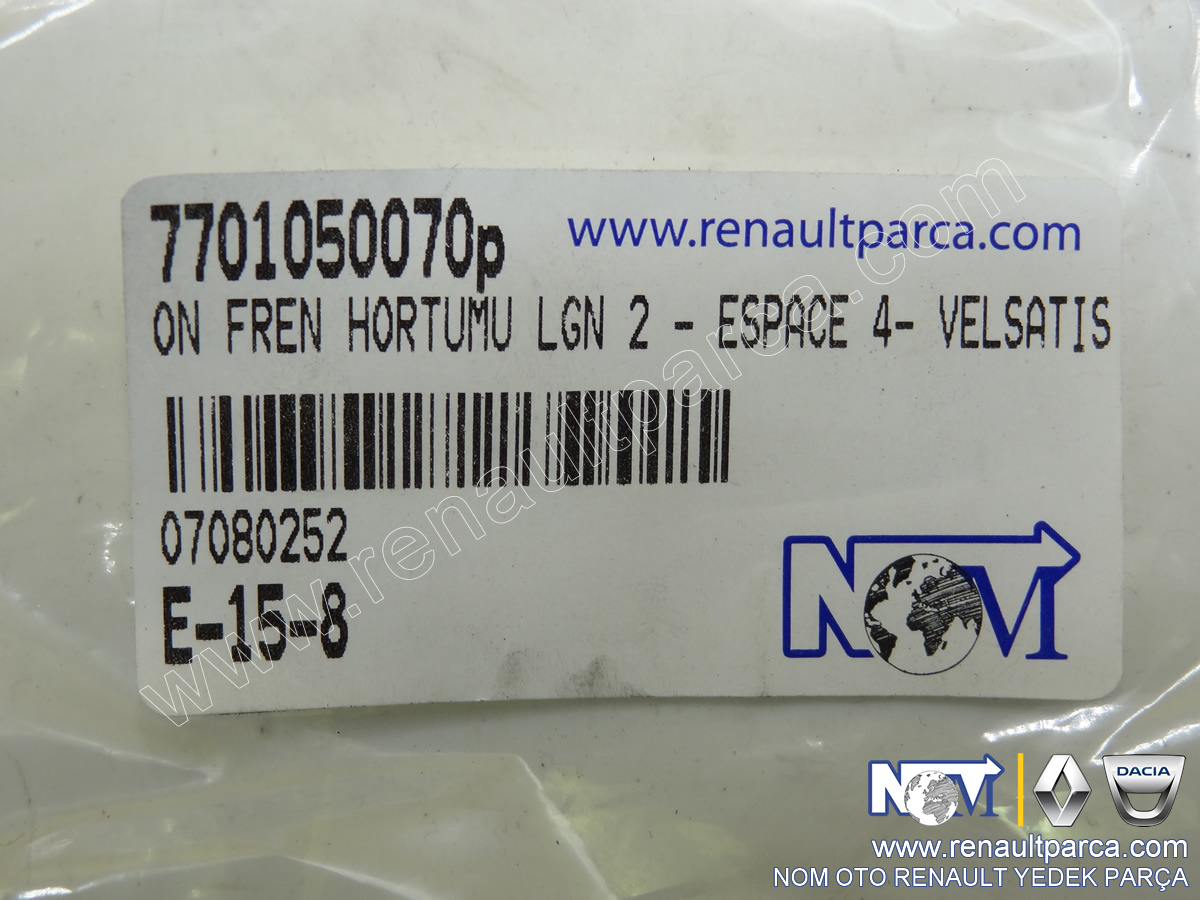 7701050070p www.renaultparca.com
ON FREN HORTUMU LGN 2 - ESPACE 4- VELSATIS
07080252
E-15-8
NOM
www.renaultparca.com
NOM
DACIA
www.renaultparca.com
NOM OTO RENAULT YEDEK PARÇA